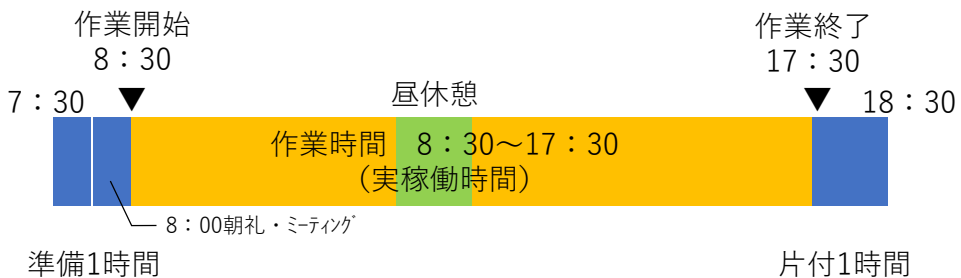 作業開始
8：30
作業終了
17：30
7：30
昼休憩
18：30
作業時間　8：30～17：30
（実稼働時間）
8：00朝礼・ﾐｰﾃｨﾝｸﾞ
準備1時間
片付1時間